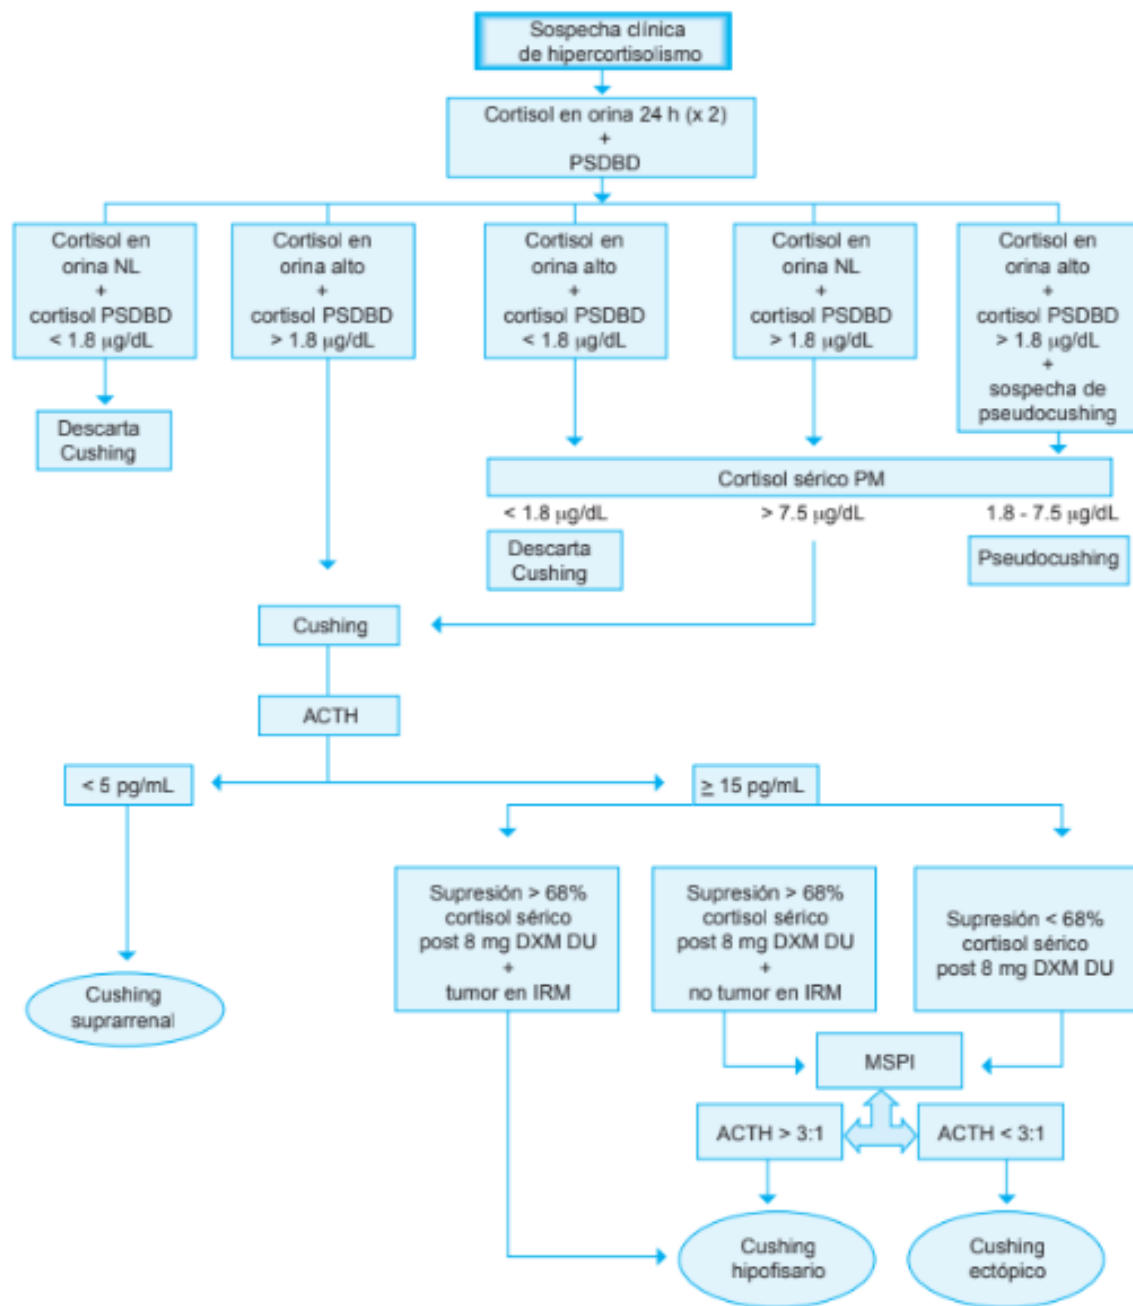 Sospecha clínica
de hipercortisolismo
Cortisol en orina 24 h (x 2)
+
PSDBD
Cortisol en
orina NL
+
cortisol PSDBD
< 1.8 µg/dL
Cortisol en
orina alto
+
cortisol PSDBD
> 1.8 µg/dL
Cortisol en
orina alto
+
cortisol PSDBD
< 1.8 µg/dL
Cortisol en
orina NL
+
cortisol PSDBD
> 1.8 µg/dL
Cortisol en
orina alto
+
cortisol PSDBD
> 1.8 µg/dL
+
sospecha de
pseudocushing
Descarta
Cushing
Cortisol sérico PM
< 1.8 µg/dL
> 7.5 µg/dL
1.8 - 7.5 µg/dL
Descarta
Cushing
Pseudocushing
Cushing
ACTH
< 5 pg/mL
≥ 15 pg/mL
Supresión > 68%
cortisol sérico
post 8 mg DXM DU
+
tumor en IRM
Supresión > 68%
cortisol sérico
post 8 mg DXM DU
+
no tumor en IRM
Supresión < 68%
cortisol sérico
post 8 mg DXM DU
Cushing
suprarrenal
MSPI
ACTH > 3:1
ACTH < 3:1
Cushing
hipofisario
Cushing
ectópico